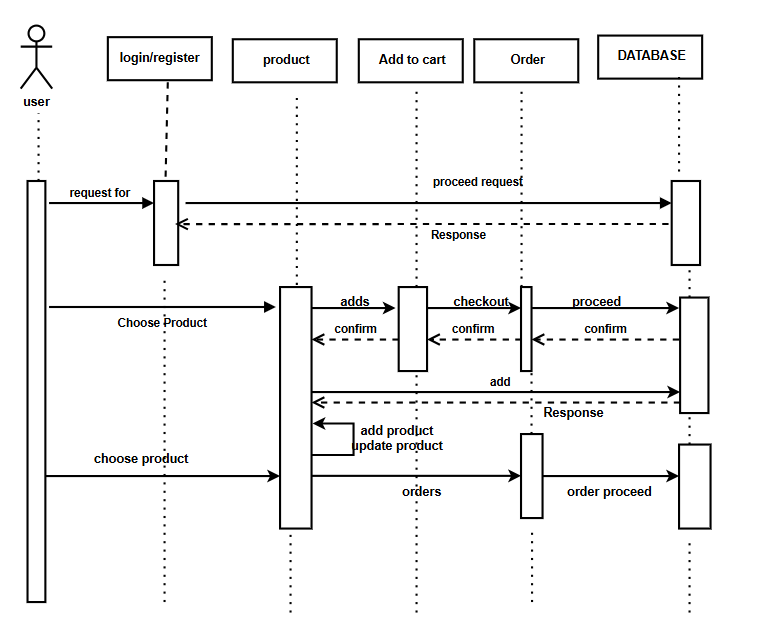 user
login/register
product
Add to cart
Order
DATABASE
request for
proceed request
Response
Choose Product
adds
checkout
proceed
confirm
confirm
confirm
add
Response
add product
update product
choose product
orders
order proceed